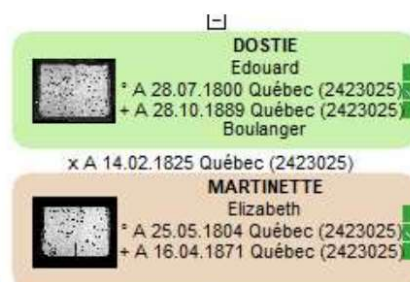 DOSTIE
Edouard
° A 28.07.1800 Québec (2423025)
+ A 28.10.1889 Québec (2423025)
Boulanger
x A 14.02.1825 Québec (2423025)
MARTINETTE
Elizabeth
° A 25.05.1804 Québec (2423025)
+ A 16.04.1871 Québec (2423025)